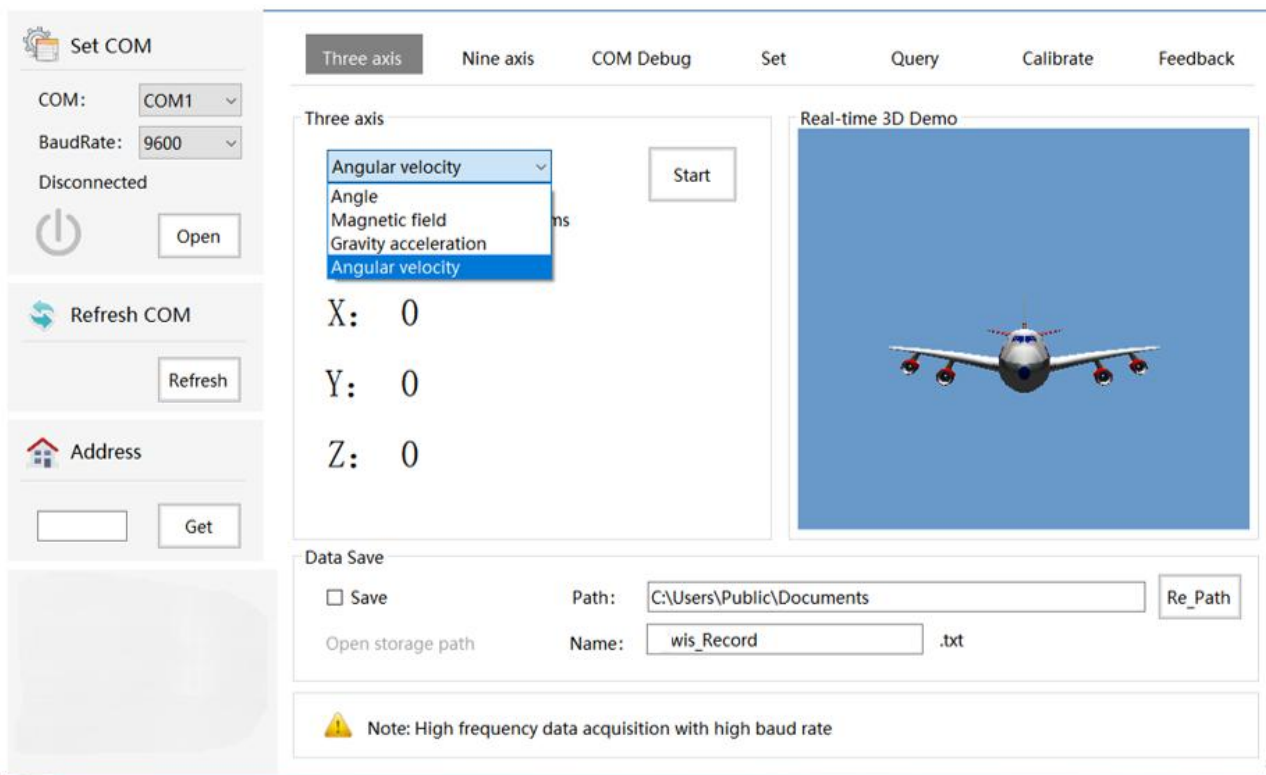 Set COM
COM: COM1
BaudRate: 9600
Disconnected
Open
Refresh COM
Refresh
Address
Get
Three axis Nine axis COM Debug Set Query Calibrate Feedback
Three axis
Angular velocity
Start
Angle
Magnetic field
ms
Gravity acceleration
Angular velocity
X: 0
Y: 0
Z: 0
Real-time 3D Demo
Data Save
Save Path: C:\Users\Public\Documents Re_Path
Open storage path Name: wis_Record .txt
Note: High frequency data acquisition with high baud rate